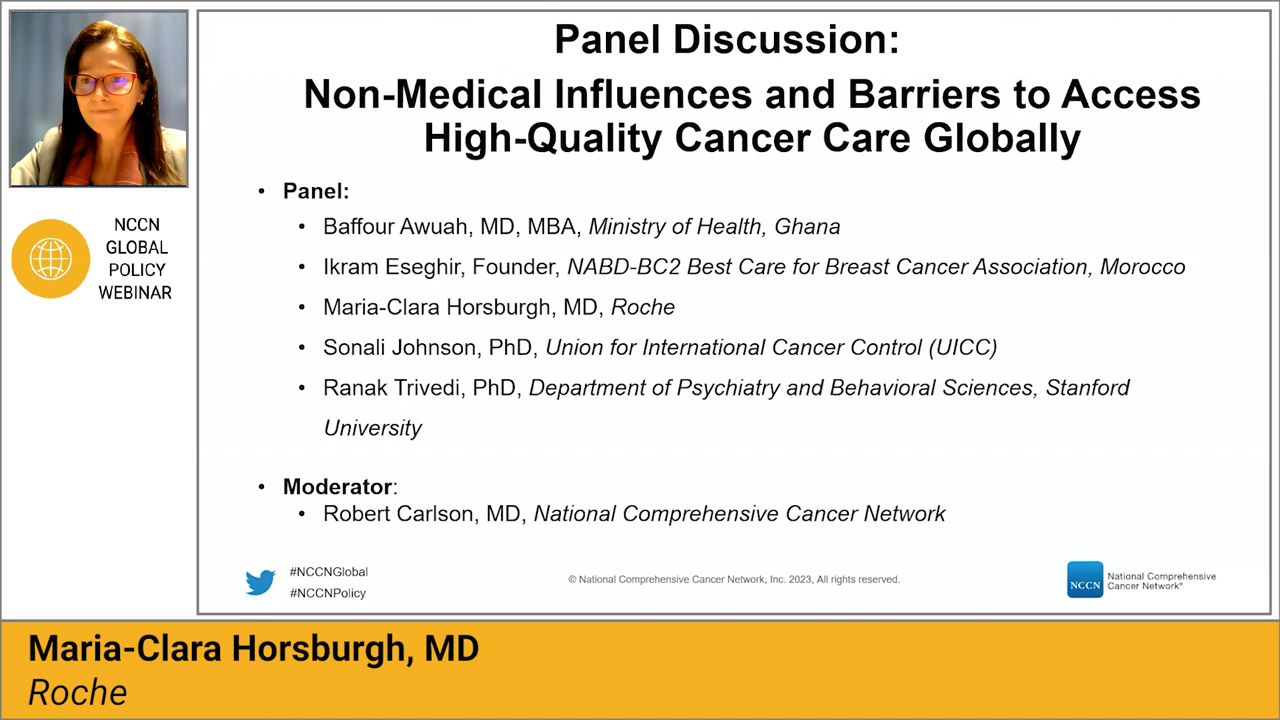 Panel Discussion:
Non-Medical Influences and Barriers to Access
High-Quality Cancer Care Globally
• Panel:
• Baffour Awuah, MD, MBA, Ministry of Health, Ghana
• Ikram Eseghir, Founder, NABD-BC2 Best Care for Breast Cancer Association, Morocco
• Maria-Clara Horsburgh, MD, Roche
• Sonali Johnson, PhD, Union for International Cancer Control (UICC)
• Ranak Trivedi, PhD, Department of Psychiatry and Behavioral Sciences, Stanford
University
• Moderator:
• Robert Carlson, MD, National Comprehensive Cancer Network
#NCCNGlobal
#NCCNPolicy
© National Comprehensive Cancer Network, Inc. 2023, All rights reserved.
NCCN
National Comprehensive
Cancer Network®
NCCN
GLOBAL
POLICY
WEBINAR
Maria-Clara Horsburgh, MD
Roche